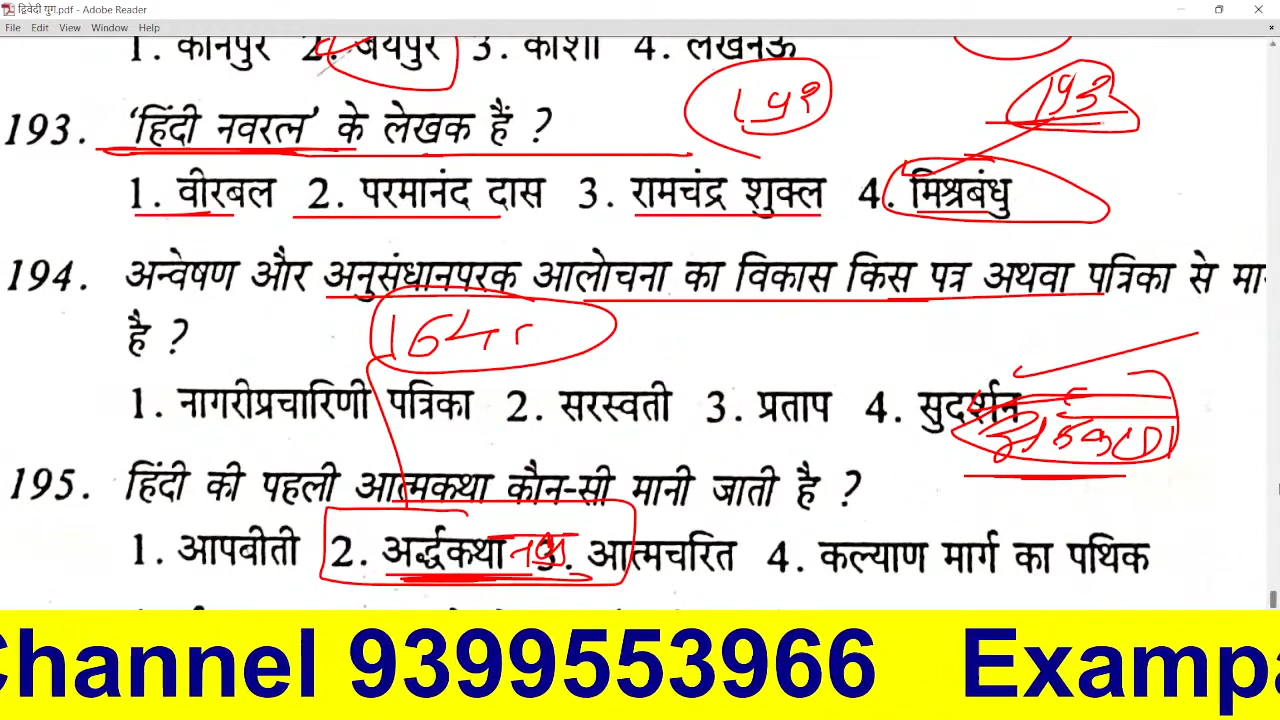 द्विवेदी युग.pdf - Adobe Reader
File Edit View Window Help
1. कानपुर 2. जयपुर 3. काशी 4. लखनऊ
193. 'हिंदी नवरत्न' के लेखक हैं ?
1. वीरबल 2. परमानंद दास 3. रामचंद्र शुक्ल 4. मिश्रबंधु
194. अन्वेषण और अनुसंधानपरक आलोचना का विकास किस पत्र अथवा पत्रिका से मा
है ?
1. नागरीप्रचारिणी पत्रिका 2. सरस्वती 3. प्रताप 4. सुदर्शन
195. हिंदी की पहली आत्मकथा कौन-सी मानी जाती है ?
1. आपबीती 2. अर्द्धकथा 3. आत्मचरित 4. कल्याण मार्ग का पथिक
Channel 9399553966 Exampa